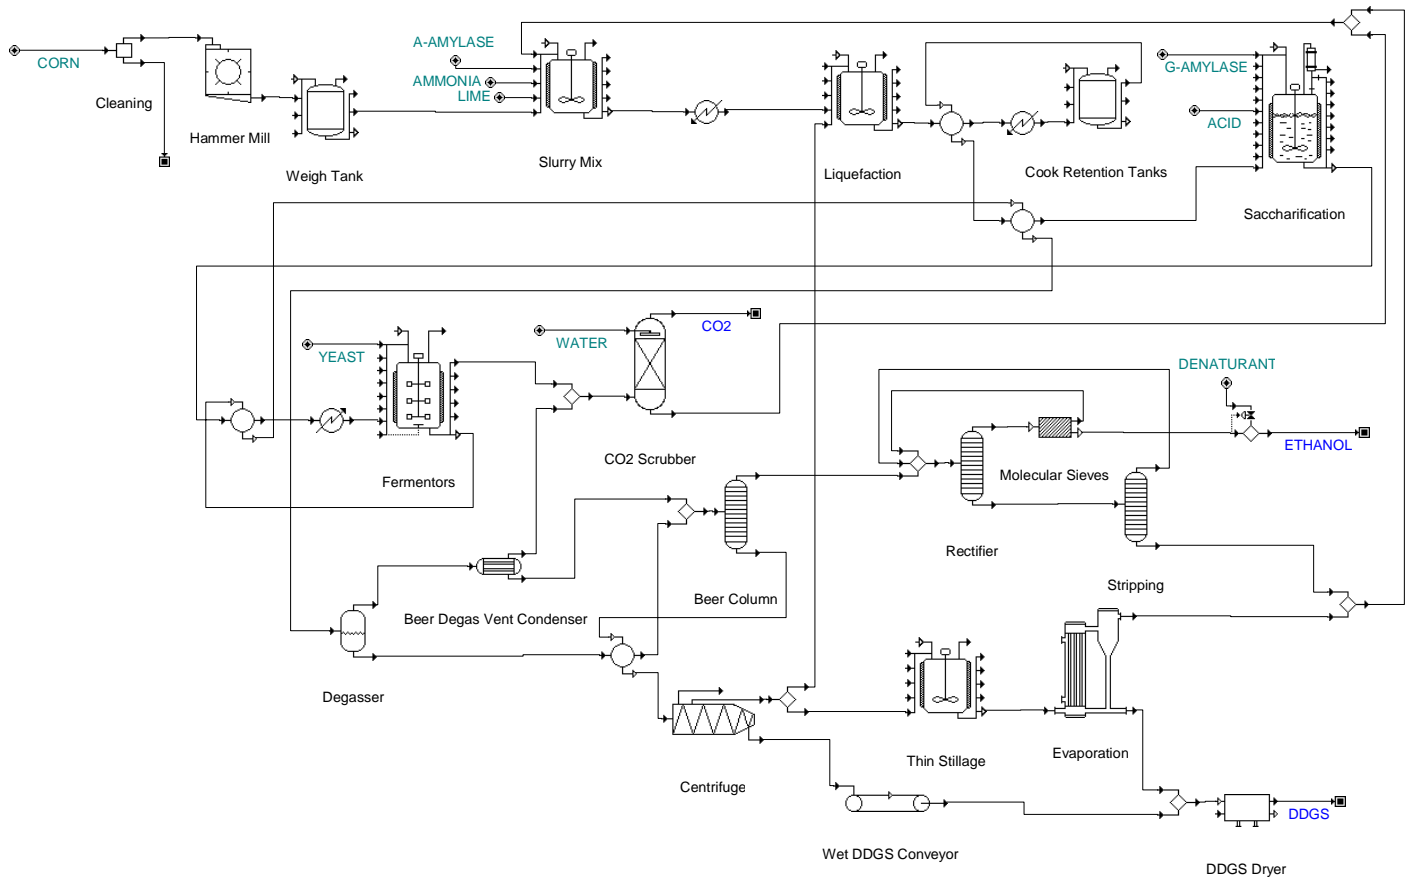 A-AMYLASE
G-AMYLASE
CORN
AMMONIA
LIME
Cleaning
ACID
Hammer Mill
Slurry Mix
Weigh Tank
Liquefaction
Cook Retention Tanks
Saccharification
CO2
WATER
YEAST
DENATURANT
ETHANOL
CO2 Scrubber
Molecular Sieves
Fermentors
Rectifier
Stripping
Beer Column
Beer Degas Vent Condenser
Degasser
Evaporation
Thin Stillage
Centrifuge
DDGS
Wet DDGS Conveyor
DDGS Dryer